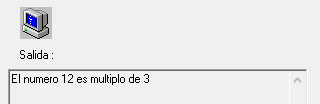 Salida :
El numero 12 es multiplo de 3